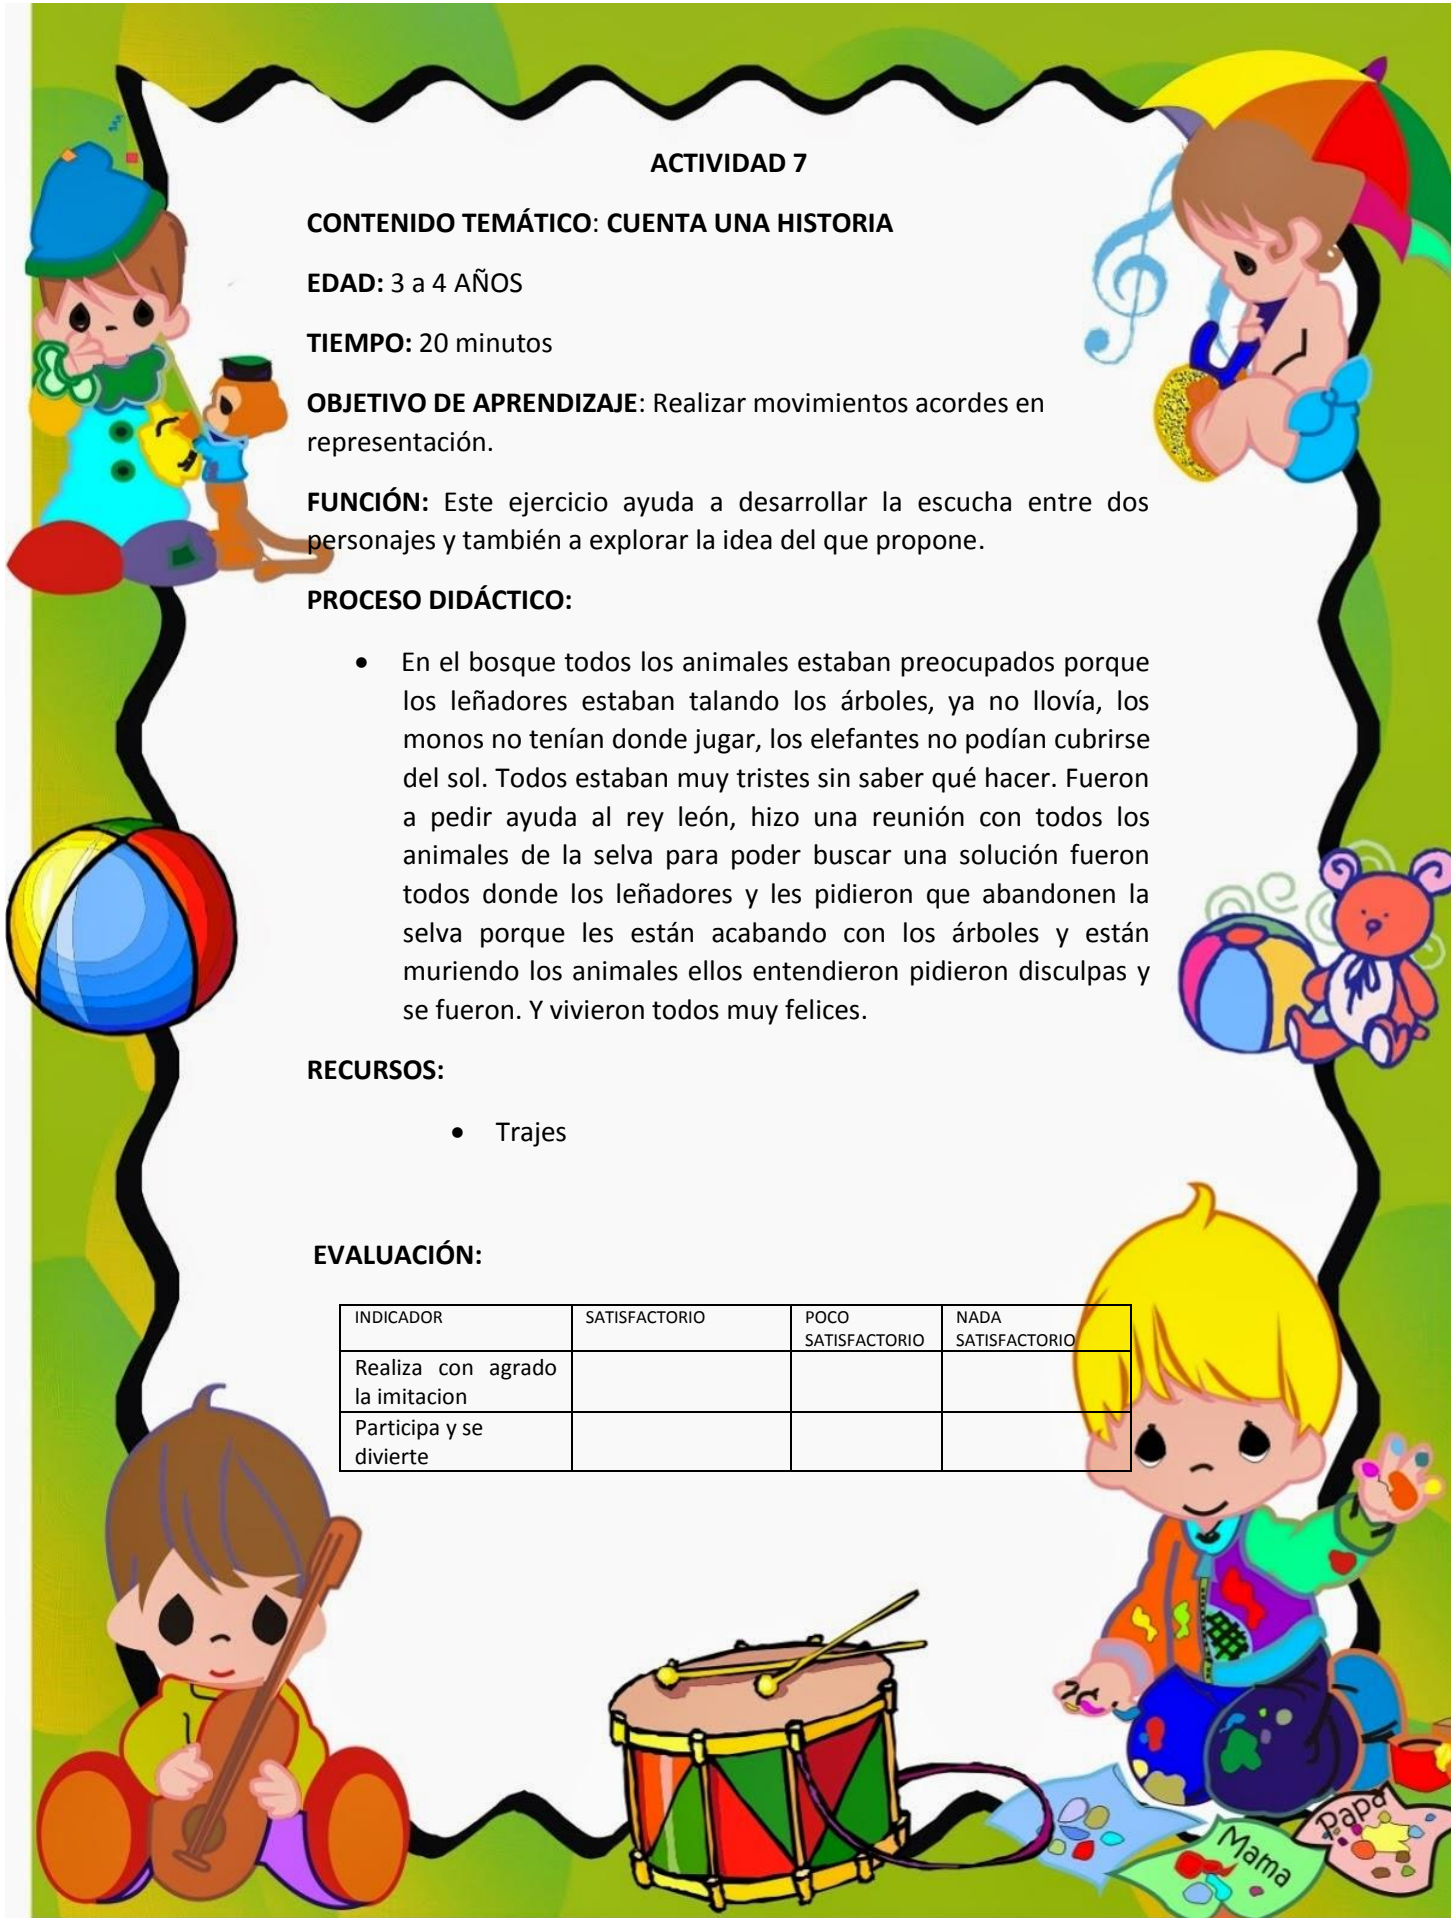 ACTIVIDAD 7
CONTENIDO TEMÁTICO: CUENTA UNA HISTORIA
EDAD: 3 a 4 AÑOS
TIEMPO: 20 minutos
OBJETIVO DE APRENDIZAJE: Realizar movimientos acordes en
representación.
FUNCIÓN: Este ejercicio ayuda a desarrollar la escucha entre dos
personajes y también a explorar la idea del que propone.
PROCESO DIDÁCTICO:
• En el bosque todos los animales estaban preocupados porque
los leñadores estaban talando los árboles, ya no llovía, los
monos no tenían donde jugar, los elefantes no podían cubrirse
del sol. Todos estaban muy tristes sin saber qué hacer. Fueron
a pedir ayuda al rey león, hizo una reunión con todos los
animales de la selva para poder buscar una solución fueron
todos donde los leñadores y les pidieron que abandonen la
selva porque les están acabando con los árboles y están
muriendo los animales ellos entendieron pidieron disculpas y
se fueron. Y vivieron todos muy felices.
RECURSOS:
• Trajes
EVALUACIÓN:
INDICADOR SATISFACTORIO POCO NADA
SATISFACTORIO SATISFACTORIO
Realiza con agrado
la imitacion
Participa y se
divierte
Papa
Mama